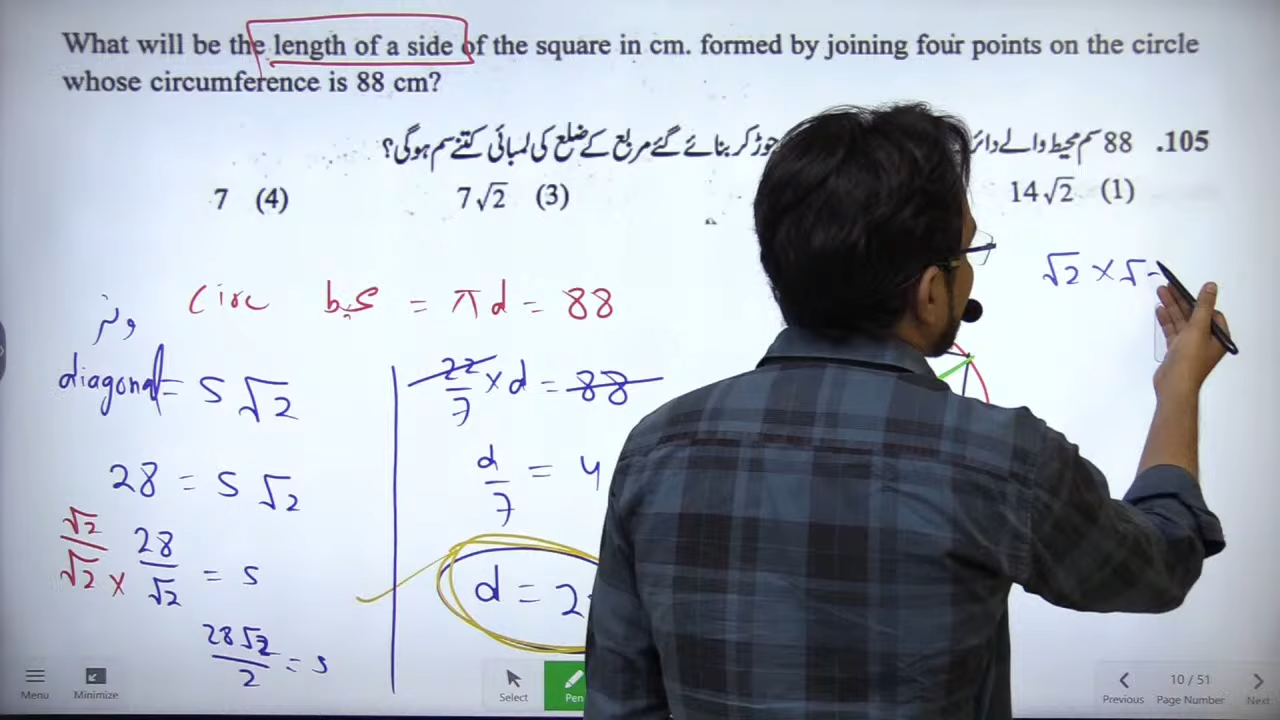 What will be the length of a side of the square in cm. formed by joining four points on the circle
whose circumference is 88 cm?
105. 88 سم محیط والے جوڑ کر بنائے گئے مربع کے ضلع کی لمبائی کتنے سم ہوگی؟
(1) 14√2 (3) 7√2 (4) 7
√2 × √
Circ محیط = πd = 88
وتر
diagonal = s√2
28 = s√2
√2/√2 × 28/√2 = s
28√2/2 = s
22/7 × d = 88
d/7 = 4
d = 2
Menu
Minimize
Select
Pen
Previous
10 / 51
Page Number
Next